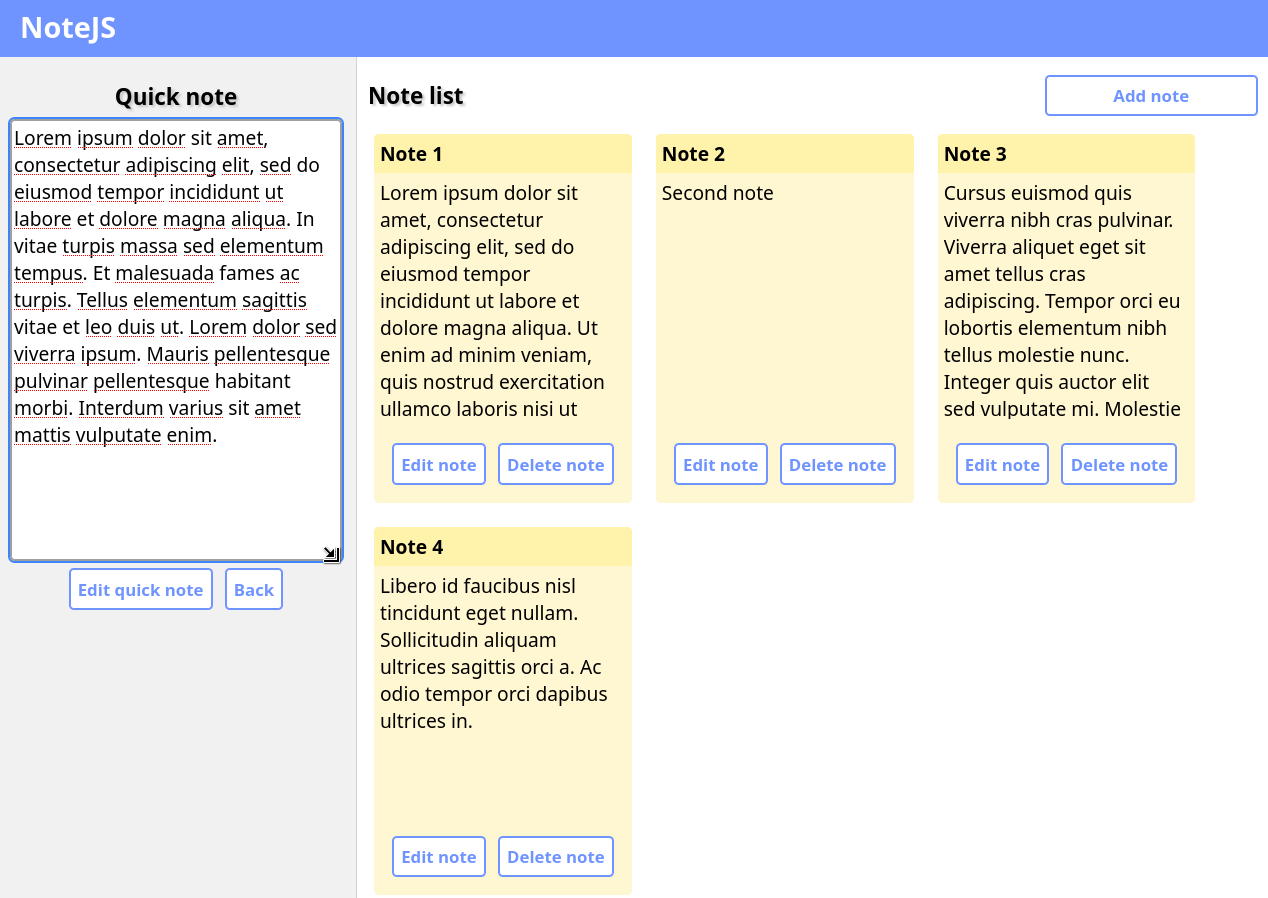 NoteJS
Quick note
Lorem ipsum dolor sit amet,
consectetur adipiscing elit, sed do
eiusmod tempor incididunt ut
labore et dolore magna aliqua. In
vitae turpis massa sed elementum
tempus. Et malesuada fames ac
turpis. Tellus elementum sagittis
vitae et leo duis ut. Lorem dolor sed
viverra ipsum. Mauris pellentesque
pulvinar pellentesque habitant
morbi. Interdum varius sit amet
mattis vulputate enim.
Edit quick note
Back
Note list
Add note
Note 1
Lorem ipsum dolor sit
amet, consectetur
adipiscing elit, sed do
eiusmod tempor
incididunt ut labore et
dolore magna aliqua. Ut
enim ad minim veniam,
quis nostrud exercitation
ullamco laboris nisi ut
Edit note
Delete note
Note 2
Second note
Edit note
Delete note
Note 3
Cursus euismod quis
viverra nibh cras pulvinar.
Viverra aliquet eget sit
amet tellus cras
adipiscing. Tempor orci eu
lobortis elementum nibh
tellus molestie nunc.
Integer quis auctor elit
sed vulputate mi. Molestie
Edit note
Delete note
Note 4
Libero id faucibus nisl
tincidunt eget nullam.
Sollicitudin aliquam
ultrices sagittis orci a. Ac
odio tempor orci dapibus
ultrices in.
Edit note
Delete note